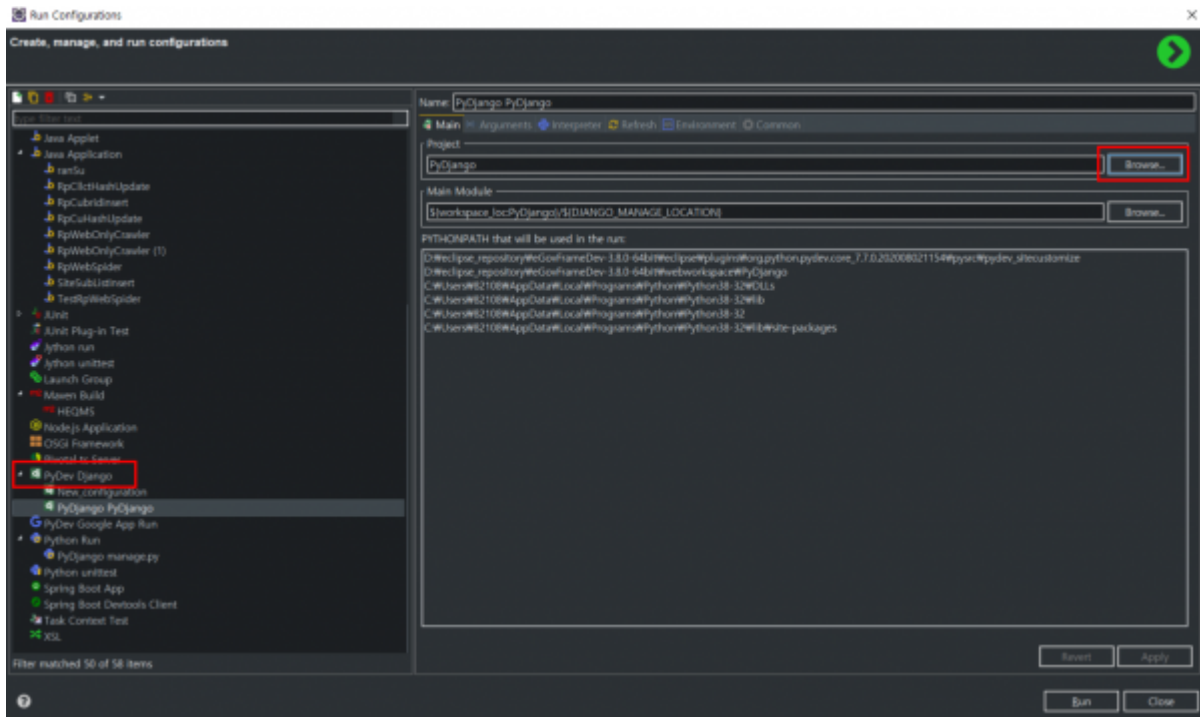 Run Configurations
Create, manage, and run configurations
type filter text
Java Applet
Java Application
ranSu
RpCllctHashUpdate
RpCubridInsert
RpCuHashUpdate
RpWebOnlyCrawler
RpWebOnlyCrawler (1)
RpWebSpider
SiteSubListInsert
TestRpWebSpider
JUnit
JUnit Plug-in Test
Jython run
Jython unittest
Launch Group
Maven Build
HEQMS
Node.js Application
OSGi Framework
Pivotal tc Server
PyDev Django
New_configuration
PyDjango PyDjango
PyDev Google App Run
Python Run
PyDjango manage.py
Python unittest
Spring Boot App
Spring Boot Devtools Client
Task Context Test
XSL
Filter matched 50 of 58 items
Name: PyDjango PyDjango
Main Arguments Interpreter Refresh Environment Common
Project
PyDjango Browse...
Main Module
${workspace_loc:PyDjango}/${DJANGO_MANAGE_LOCATION} Browse...
PYTHONPATH that will be used in the run:
D:₩eclipse_repository₩eGovFrameDev-3.8.0-64bit₩eclipse₩plugins₩org.python.pydev.core_7.7.0.202008021154₩pysrc₩pydev_sitecustomize
D:₩eclipse_repository₩eGovFrameDev-3.8.0-64bit₩webworkspace₩PyDjango
C:₩Users₩82108₩AppData₩Local₩Programs₩Python₩Python38-32₩DLLs
C:₩Users₩82108₩AppData₩Local₩Programs₩Python₩Python38-32₩lib
C:₩Users₩82108₩AppData₩Local₩Programs₩Python₩Python38-32
C:₩Users₩82108₩AppData₩Local₩Programs₩Python₩Python38-32₩lib₩site-packages
Revert Apply
Run Close